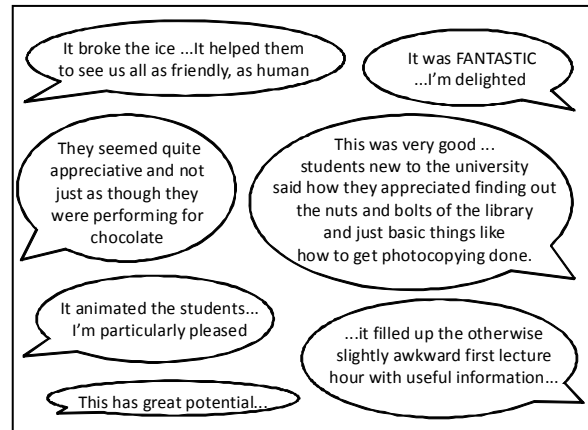 It broke the ice ...It helped them
to see us all as friendly, as human
It was FANTASTIC
...I'm delighted
They seemed quite
appreciative and not
just as though they
were performing for
chocolate
This was very good ...
students new to the university
said how they appreciated finding out
the nuts and bolts of the library
and just basic things like
how to get photocopying done.
It animated the students...
I'm particularly pleased
...it filled up the otherwise
slightly awkward first lecture
hour with useful information...
This has great potential...